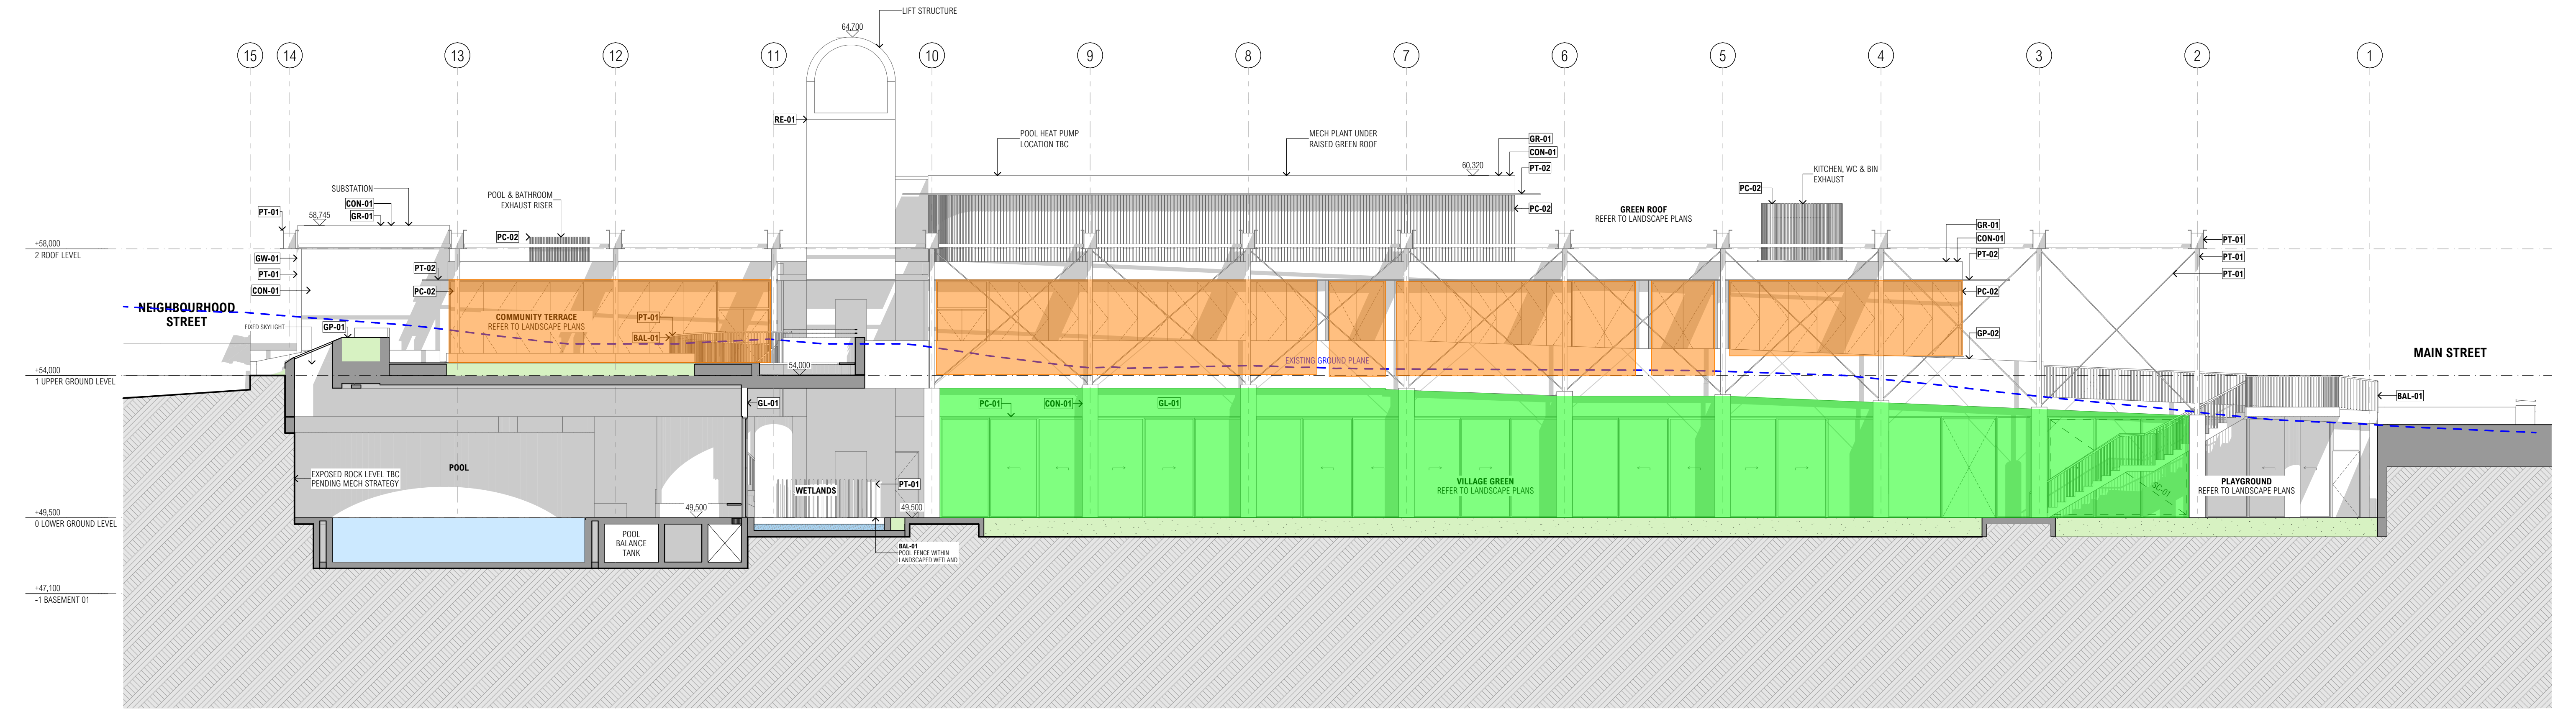 LIFT STRUCTURE
64,700
15 14 13 12 11 10 9 8 7 6 5 4 3 2 1
RE-01
POOL HEAT PUMP
LOCATION TBC
MECH PLANT UNDER
RAISED GREEN ROOF
GR-01
CON-01
60,320
PT-02
KITCHEN, WC & BIN
EXHAUST
PC-02
SUBSTATION
CON-01
GR-01
POOL & BATHROOM
EXHAUST RISER
PT-01
58,745
PC-02
PC-02
GREEN ROOF
REFER TO LANDSCAPE PLANS
GR-01
CON-01
PT-01
+58,000
2 ROOF LEVEL
GW-01
PT-01
CON-01
PT-02
PC-02
PT-02
PC-02
PT-01
PT-01
NEIGHBOURHOOD
STREET
FIXED SKYLIGHT
GP-01
COMMUNITY TERRACE
REFER TO LANDSCAPE PLANS
PT-01
BAL-01
GP-02
EXISTING GROUND PLANE
MAIN STREET
54,000
+54,000
1 UPPER GROUND LEVEL
BAL-01
GL-01
PC-01
CON-01
GL-01
POOL
EXPOSED ROCK LEVEL TBC
PENDING MECH STRATEGY
WETLANDS
PT-01
VILLAGE GREEN
REFER TO LANDSCAPE PLANS
SC-01
PLAYGROUND
REFER TO LANDSCAPE PLANS
49,500
49,500
+49,500
0 LOWER GROUND LEVEL
POOL
BALANCE
TANK
BAL-01
POOL FENCE WITHIN
LANDSCAPED WETLAND
+47,100
-1 BASEMENT 01